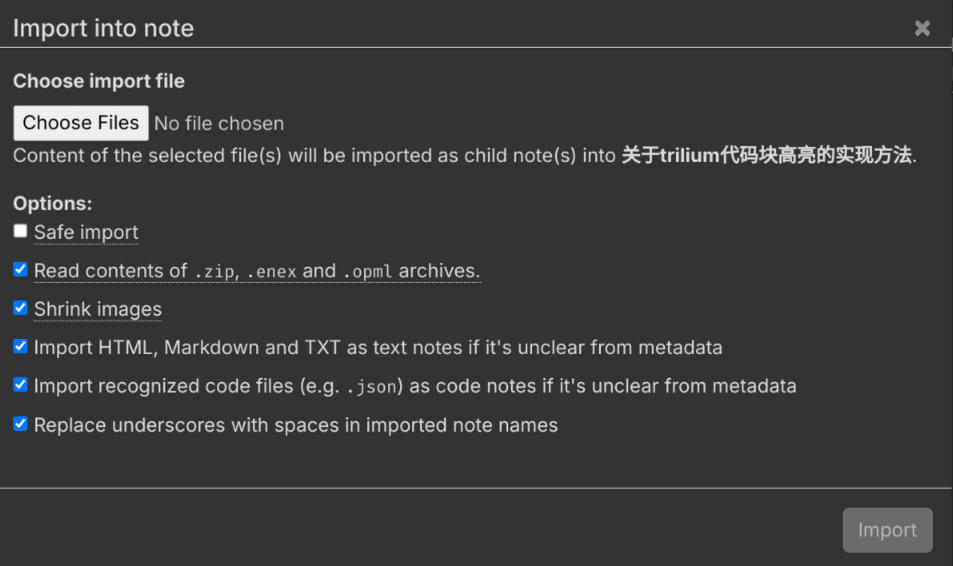 Import into note
Choose import file
Choose Files No file chosen
Content of the selected file(s) will be imported as child note(s) into 关于trilium代码块高亮的实现方法.
Options:
Safe import
Read contents of .zip, .enex and .opml archives.
Shrink images
Import HTML, Markdown and TXT as text notes if it's unclear from metadata
Import recognized code files (e.g. .json) as code notes if it's unclear from metadata
Replace underscores with spaces in imported note names
Import